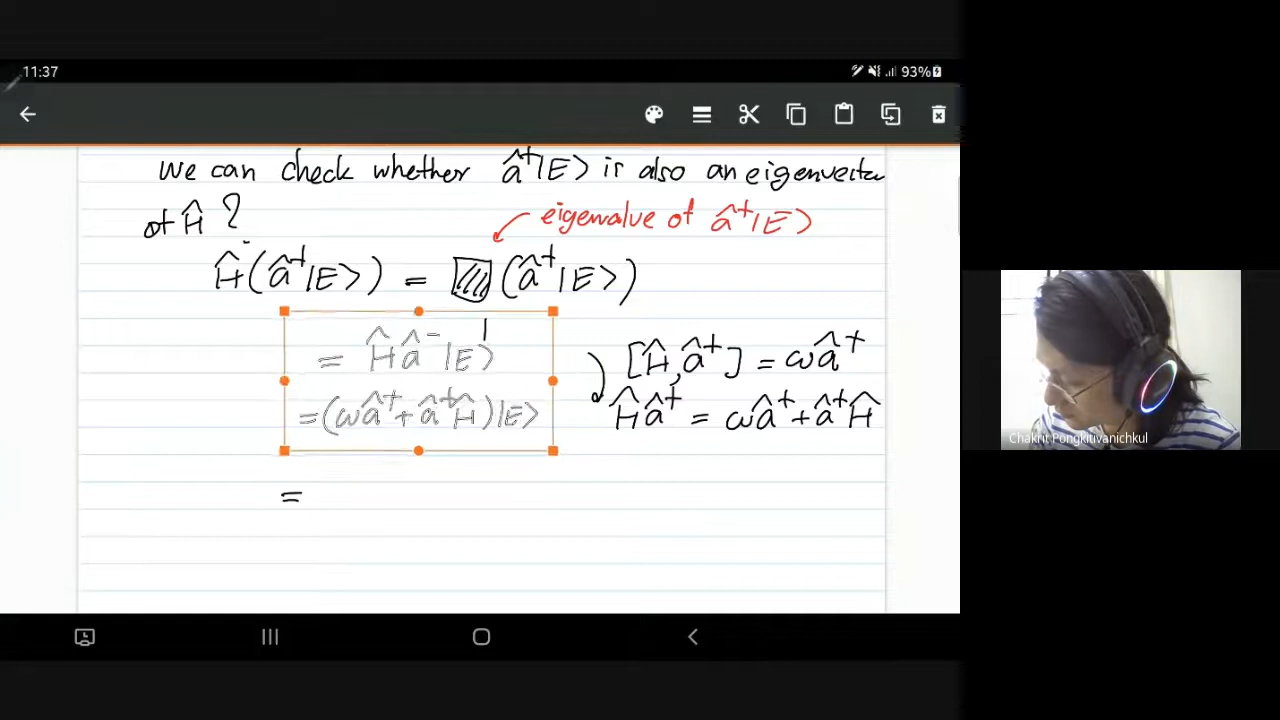 11:37
93%
We can check whether â†|E> is also an eigenvector
of Ĥ ?
eigenvalue of â†|E>
Ĥ(â†|E>) = (â†|E>)
= Ĥâ†|E>
[Ĥ, â†] = ωâ†
=(ωâ† + â†Ĥ)|E>
Ĥâ† = ωâ† + â†Ĥ
Chakrit Pongkitivanichkul
=